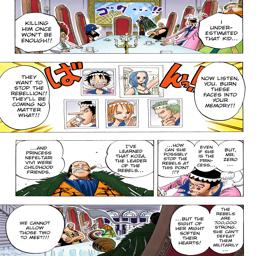 UNDER-
ESTIMATED
THAT KID...
KILLING
HIM ONCE
WON'T BE
ENOUGH!!
NOW LISTEN,
YOU. BURN
THESE FACES
INTO YOUR
MEMORY!!
ばんっ!
THEY
WANT TO
STOP THE
REBELLION!!
THEY'LL BE
COMING NO
MATTER
WHAT!!
BUT,
MR.
ZERO
EVEN
IF SHE
IS THE
PRIN-
HOW CAN
SHE
POSSIBLY
STOP THE
REBELS AT
THIS POINT
!??
I'VE
LEARNED
THAT KOZA,
THE LEADER
OF THE
REBELS...
...AND
PRINCESS
NEFELTARI
VIVI WERE
CHILDHOOD
FRIENDS.
THE
REBELS ARE
700,000
STRONG.
SHE CAN'T
DEFEAT THEM
MILITARILY
...BUT THE
SIGHT OF
HER MIGHT
SOFTEN
THEIR
HEARTS!
WE CANNOT
ALLOW
THOSE TWO
TO MEET!!!